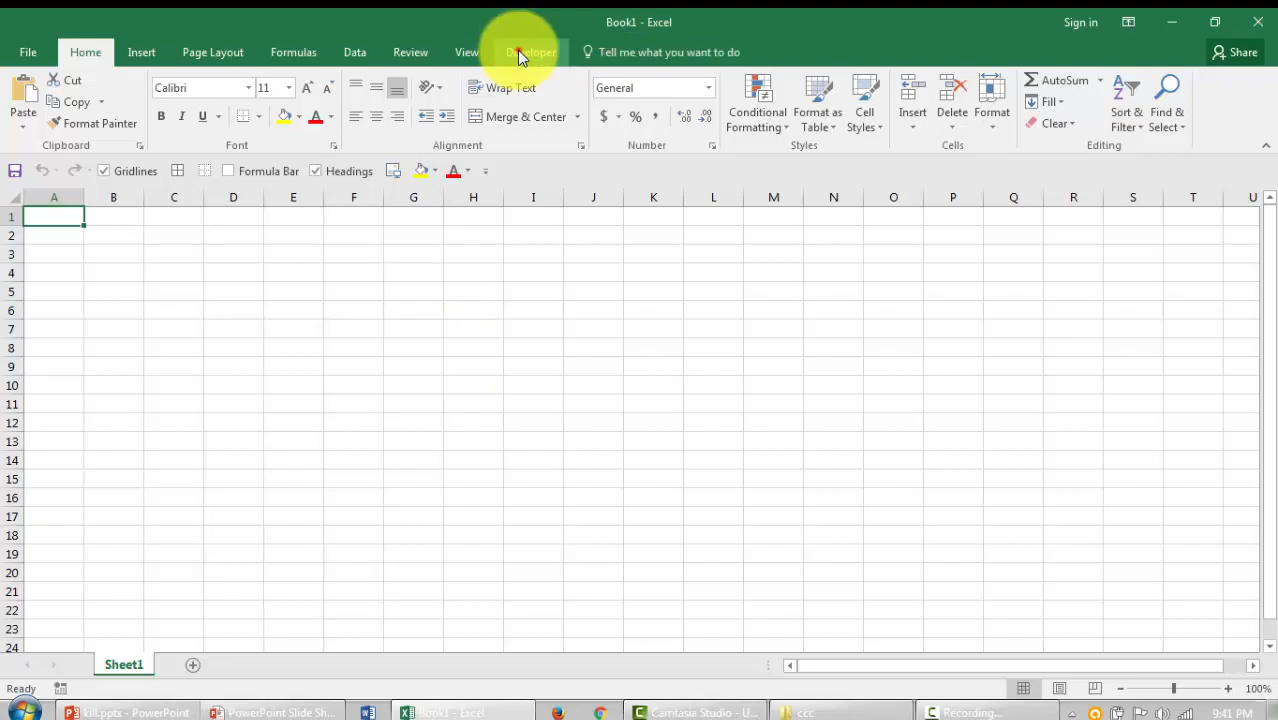 Book1 - Excel
Sign in
File Home Insert Page Layout Formulas Data Review View Developer Tell me what you want to do Share
Paste Cut Calibri 11 Wrap Text General Conditional Formatting Format as Table Cell Styles Insert Delete Format AutoSum Sort & Filter Find & Select
Copy Fill
Format Painter B I U A Merge & Center $ % , Clear
Clipboard Font Alignment Number Styles Cells Editing
Gridlines Formula Bar Headings
A B C D E F G H I J K L M N O P Q R S T U
1
2
3
4
5
6
7
8
9
10
11
12
13
14
15
16
17
18
19
20
21
22
23
24
Sheet1
Ready 100%
kill.pptx - PowerPoint PowerPoint Slide Sh... Book1 - Excel Camtasia Studio - U... ccc Recording... 9:41 PM